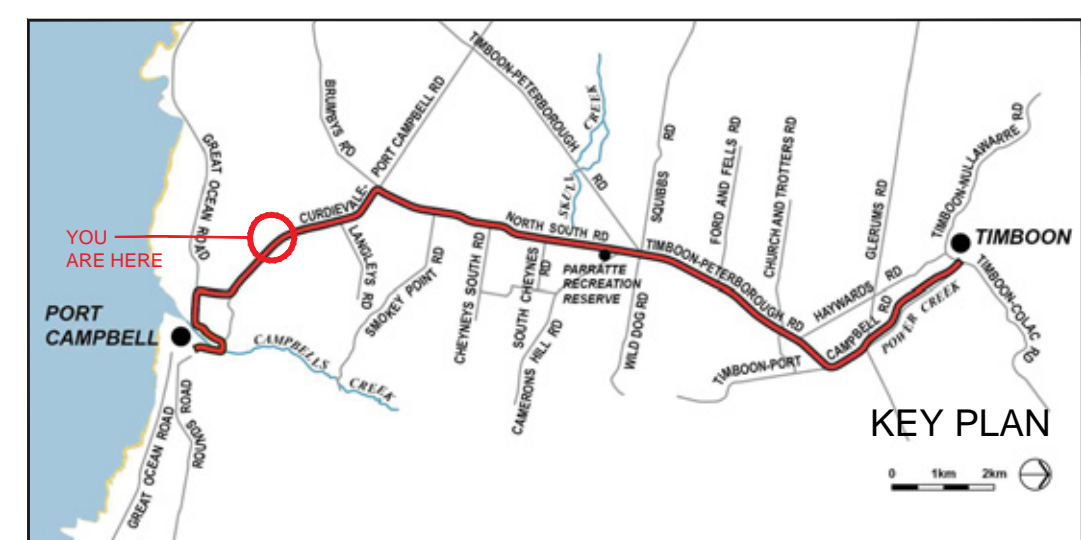 TIMBOON-PETERBOROUGH
RD
BRUMBYS RD
CURDIEVALE-
PORT CAMPBELL RD
GREAT OCEAN ROAD
YOU
ARE HERE
PORT
CAMPBELL
CAMPBELLS
CREEK
GREAT OCEAN ROAD
ROUNDS ROAD
LANGLEYS RD
SMOKEY POINT RD
CHEYNEYS SOUTH RD
SOUTH CHEYNES
RD
CAMERONS HILL RD
NORTH SOUTH RD
SKULL
CREEK
PARRATTE
RECREATION
RESERVE
WILD DOG RD
SQUIBBS
RD
TIMBOON-PETERBOROUGH RD
FORD AND FELLS RD
CHURCH AND TROTTERS RD
GLERUMS RD
HAYWARDS RD
TIMBOON-PORT
CAMPBELL RD
POWER CREEK
TIMBOON-NULLAWARRE RD
TIMBOON
TIMBOON-COLAC RD
KEY PLAN
0 1km 2km